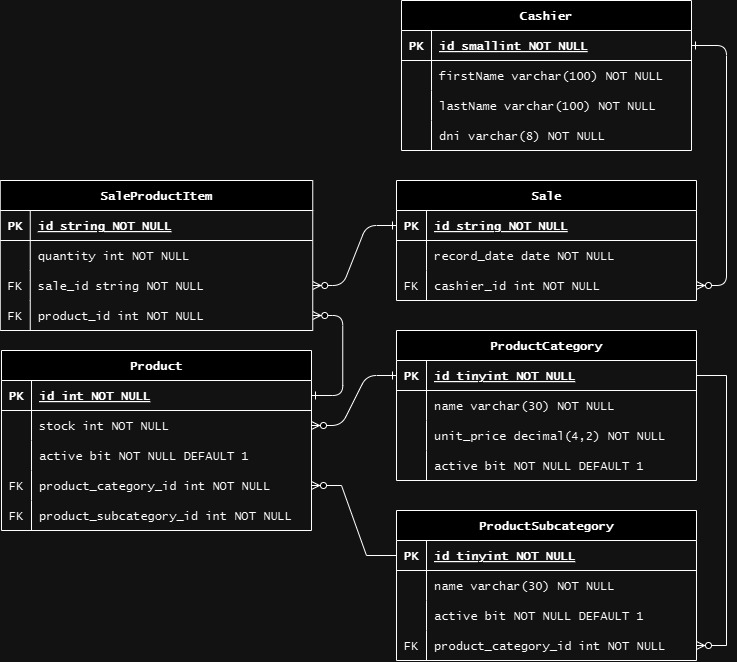 Cashier
PK id smallint NOT NULL
firstName varchar(100) NOT NULL
lastName varchar(100) NOT NULL
dni varchar(8) NOT NULL
SaleProductItem
PK id string NOT NULL
quantity int NOT NULL
FK sale_id string NOT NULL
FK product_id int NOT NULL
Sale
PK id string NOT NULL
record_date date NOT NULL
FK cashier_id int NOT NULL
Product
PK id int NOT NULL
stock int NOT NULL
active bit NOT NULL DEFAULT 1
FK product_category_id int NOT NULL
FK product_subcategory_id int NOT NULL
ProductCategory
PK id tinyint NOT NULL
name varchar(30) NOT NULL
unit_price decimal(4,2) NOT NULL
active bit NOT NULL DEFAULT 1
ProductSubcategory
PK id tinyint NOT NULL
name varchar(30) NOT NULL
active bit NOT NULL DEFAULT 1
FK product_category_id int NOT NULL